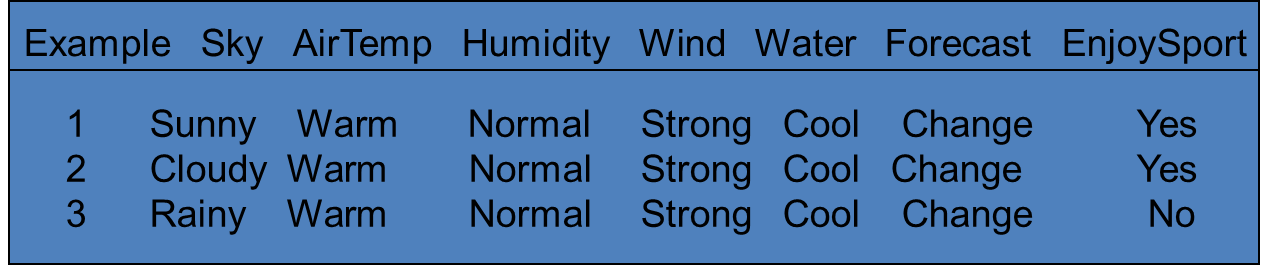 Example Sky AirTemp Humidity Wind Water Forecast EnjoySport
1 Sunny Warm Normal Strong Cool Change Yes
2 Cloudy Warm Normal Strong Cool Change Yes
3 Rainy Warm Normal Strong Cool Change No